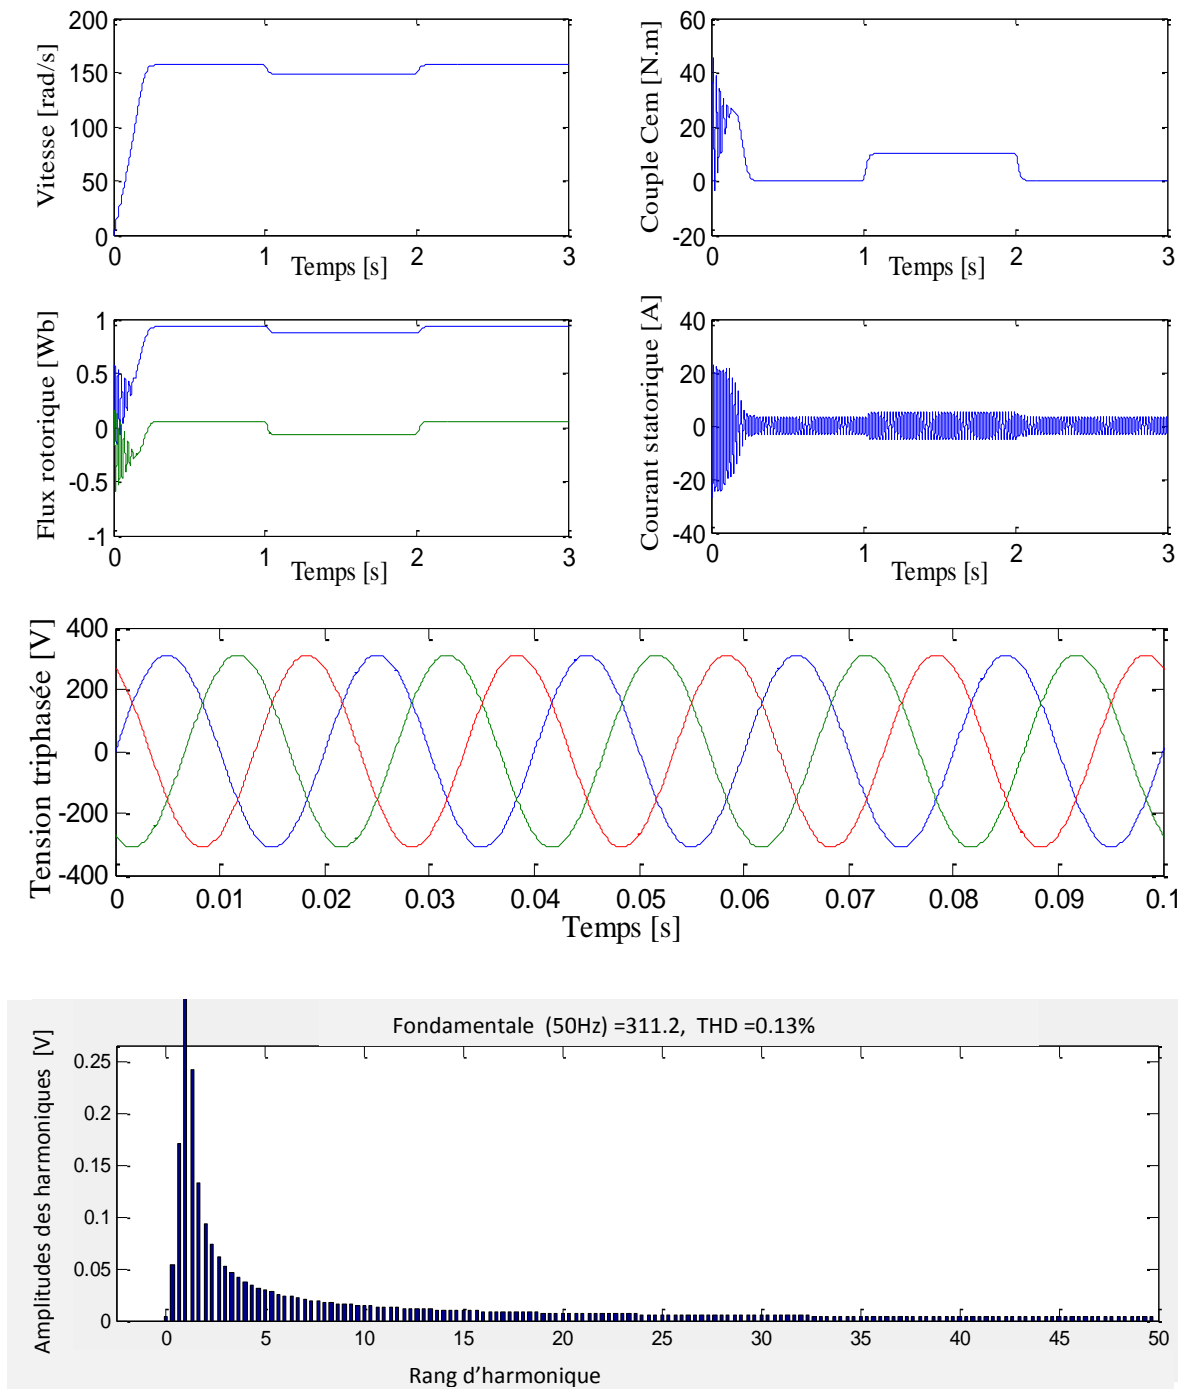 Vitesse [rad/s]
200
150
100
50
0
0 1 2 3
Temps [s]
Couple Cem [N.m]
60
40
20
0
-20
0 1 2 3
Temps [s]
Flux rotorique [Wb]
1
0.5
0
-0.5
-1
0 1 2 3
Temps [s]
Courant statorique [A]
40
20
0
-20
-40
0 1 2 3
Temps [s]
Tension triphasée [V]
400
200
0
-200
-400
0 0.01 0.02 0.03 0.04 0.05 0.06 0.07 0.08 0.09 0.1
Temps [s]
Fondamentale (50Hz) =311.2, THD =0.13%
Amplitudes des harmoniques [V]
0.25
0.2
0.15
0.1
0.05
0
0 5 10 15 20 25 30 35 40 45 50
Rang d’harmonique